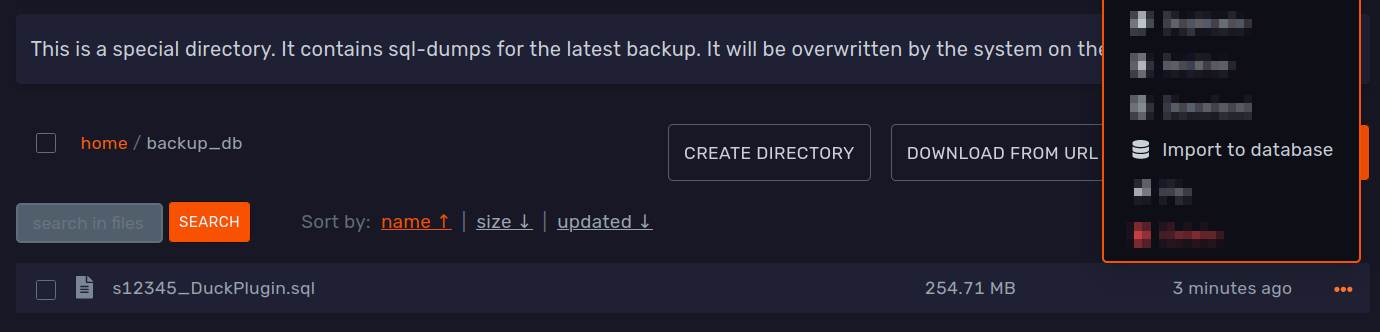 This is a special directory. It contains sql-dumps for the latest backup. It will be overwritten by the system on the
home / backup_db
CREATE DIRECTORY
DOWNLOAD FROM URL
Import to database
search in files
SEARCH
Sort by: name ↑ | size ↓ | updated ↓
s12345_DuckPlugin.sql 254.71 MB 3 minutes ago